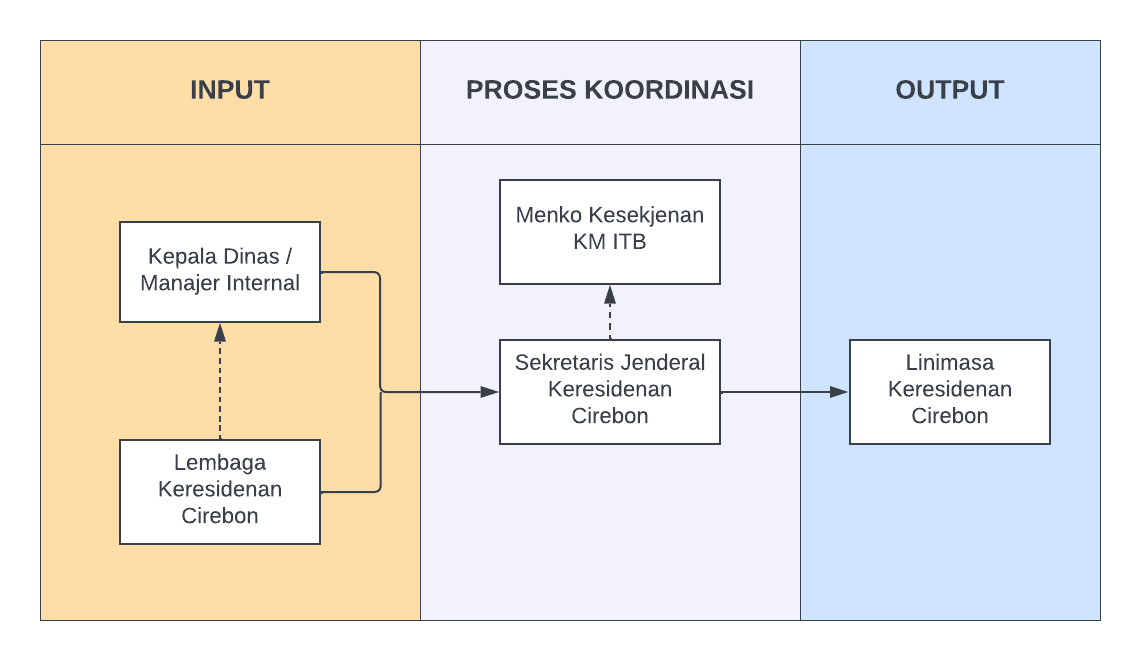 INPUT
PROSES KOORDINASI
OUTPUT
Kepala Dinas /
Manajer Internal
Lembaga
Keresidenan
Cirebon
Menko Kesekjenan
KM ITB
Sekretaris Jenderal
Keresidenan
Cirebon
Linimasa
Keresidenan
Cirebon